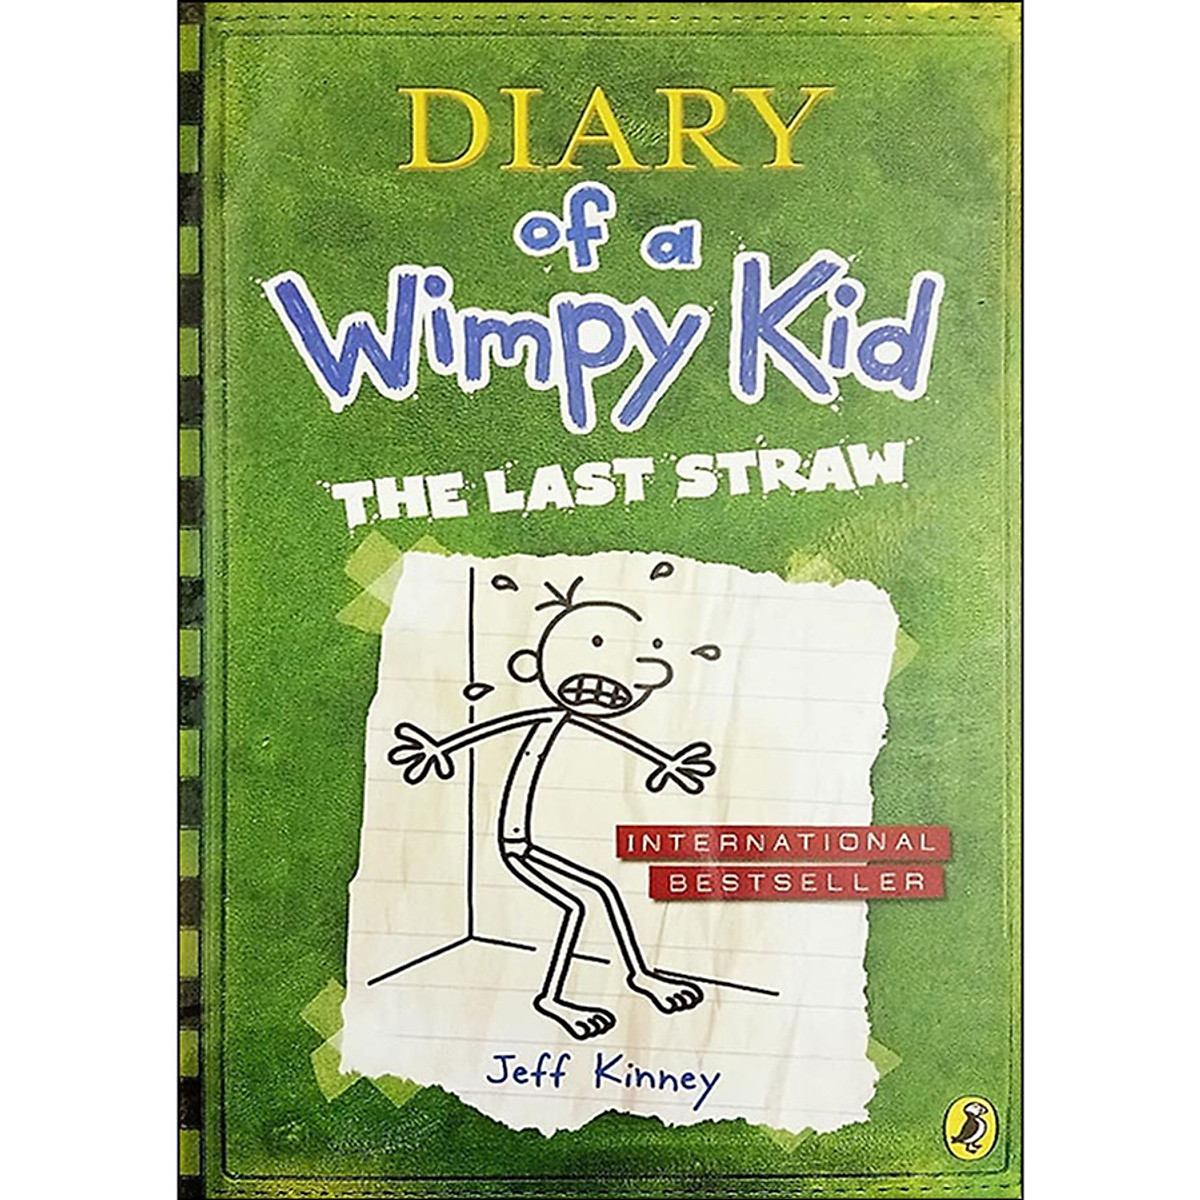 DIARY
of a
Wimpy Kid
THE LAST STRAW
INTERNATIONAL
BESTSELLER
Jeff Kinney